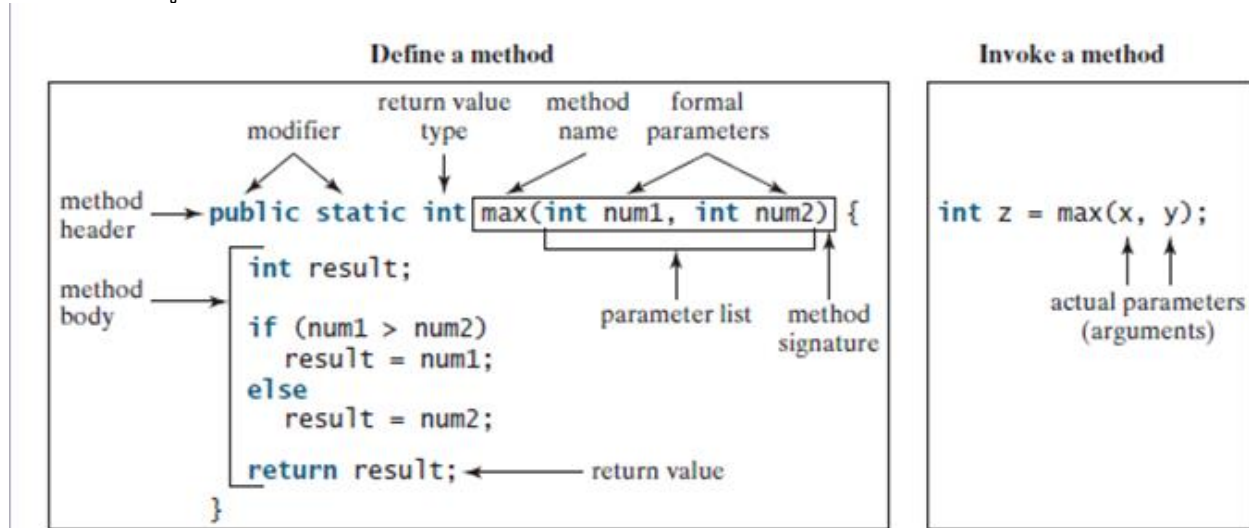 Define a method
return value method formal
modifier type name parameters
method
header
public static int max(int num1, int num2) {
method
body
int result;
parameter list method
signature
if (num1 > num2)
result = num1;
else
result = num2;
return result; return value
}
Invoke a method
int z = max(x, y);
actual parameters
(arguments)